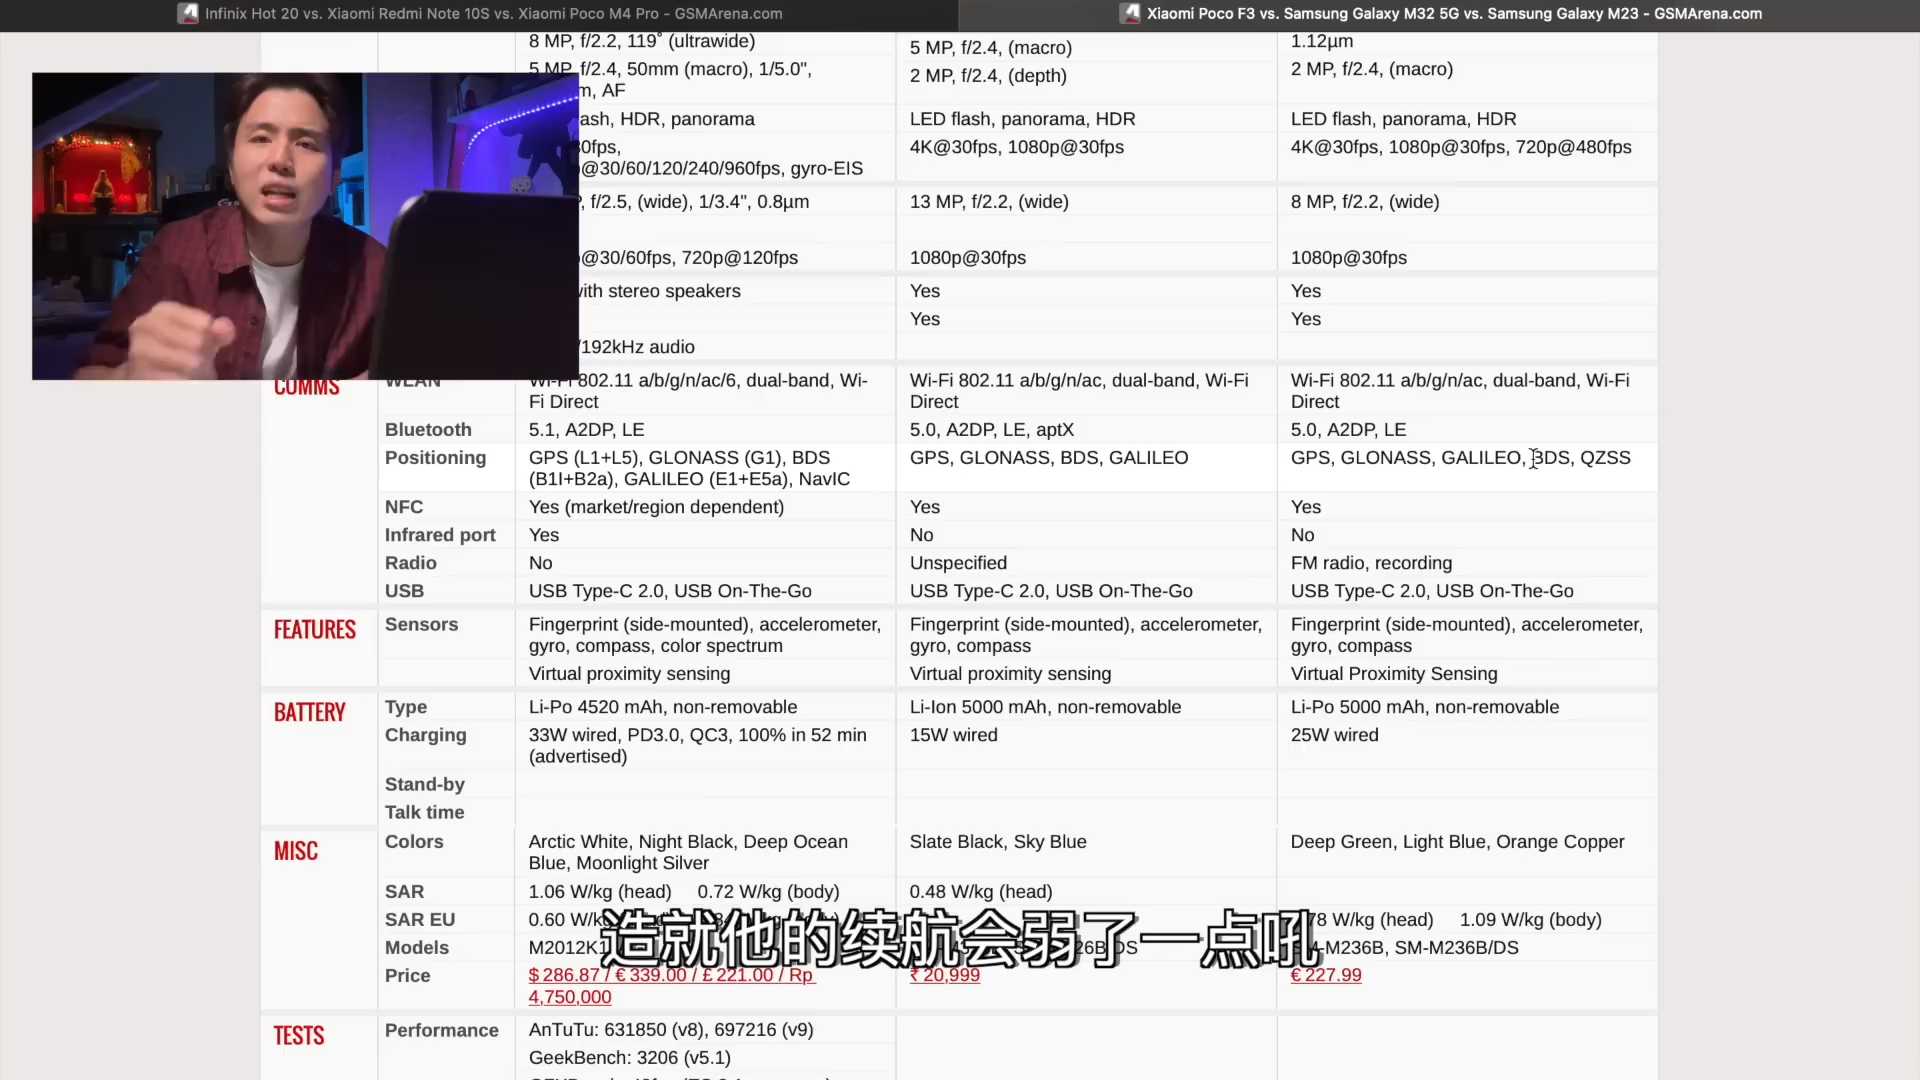 Infinix Hot 20 vs. Xiaomi Redmi Note 10S vs. Xiaomi Poco M4 Pro - GSMArena.com
Xiaomi Poco F3 vs. Samsung Galaxy M32 5G vs. Samsung Galaxy M23 - GSMArena.com
8 MP, f/2.2, 119˚ (ultrawide)
5 MP, f/2.4, (macro)
1.12µm
5 MP, f/2.4, 50mm (macro), 1/5.0",
2 MP, f/2.4, (depth)
2 MP, f/2.4, (macro)
m, AF
ash, HDR, panorama
LED flash, panorama, HDR
LED flash, panorama, HDR
30fps,
4K@30fps, 1080p@30fps
4K@30fps, 1080p@30fps, 720p@480fps
@30/60/120/240/960fps, gyro-EIS
f/2.5, (wide), 1/3.4", 0.8µm
13 MP, f/2.2, (wide)
8 MP, f/2.2, (wide)
@30/60fps, 720p@120fps
1080p@30fps
1080p@30fps
with stereo speakers
Yes
Yes
Yes
Yes
/192kHz audio
COMMS
WLAN
Wi-Fi 802.11 a/b/g/n/ac/6, dual-band, Wi-
Fi Direct
Wi-Fi 802.11 a/b/g/n/ac, dual-band, Wi-Fi
Direct
Wi-Fi 802.11 a/b/g/n/ac, dual-band, Wi-Fi
Direct
Bluetooth
5.1, A2DP, LE
5.0, A2DP, LE, aptX
5.0, A2DP, LE
Positioning
GPS (L1+L5), GLONASS (G1), BDS
(B1I+B2a), GALILEO (E1+E5a), NavIC
GPS, GLONASS, BDS, GALILEO
GPS, GLONASS, GALILEO, BDS, QZSS
NFC
Yes (market/region dependent)
Yes
Yes
Infrared port
Yes
No
No
Radio
No
Unspecified
FM radio, recording
USB
USB Type-C 2.0, USB On-The-Go
USB Type-C 2.0, USB On-The-Go
USB Type-C 2.0, USB On-The-Go
FEATURES
Sensors
Fingerprint (side-mounted), accelerometer,
gyro, compass, color spectrum
Fingerprint (side-mounted), accelerometer,
gyro, compass
Fingerprint (side-mounted), accelerometer,
gyro, compass
Virtual proximity sensing
Virtual proximity sensing
Virtual Proximity Sensing
BATTERY
Type
Li-Po 4520 mAh, non-removable
Li-Ion 5000 mAh, non-removable
Li-Po 5000 mAh, non-removable
Charging
33W wired, PD3.0, QC3, 100% in 52 min
(advertised)
15W wired
25W wired
Stand-by
Talk time
MISC
Colors
Arctic White, Night Black, Deep Ocean
Blue, Moonlight Silver
Slate Black, Sky Blue
Deep Green, Light Blue, Orange Copper
SAR
1.06 W/kg (head) 0.72 W/kg (body)
0.48 W/kg (head)
SAR EU
0.60 W/kg
78 W/kg (head) 1.09 W/kg (body)
造就他的续航会弱了一点吼
Models
M2012K1
M-M236B, SM-M236B/DS
Price
$ 286.87 / € 339.00 / £ 221.00 / Rp
4,750,000
₹ 20,999
€ 227.99
TESTS
Performance
AnTuTu: 631850 (v8), 697216 (v9)
GeekBench: 3206 (v5.1)